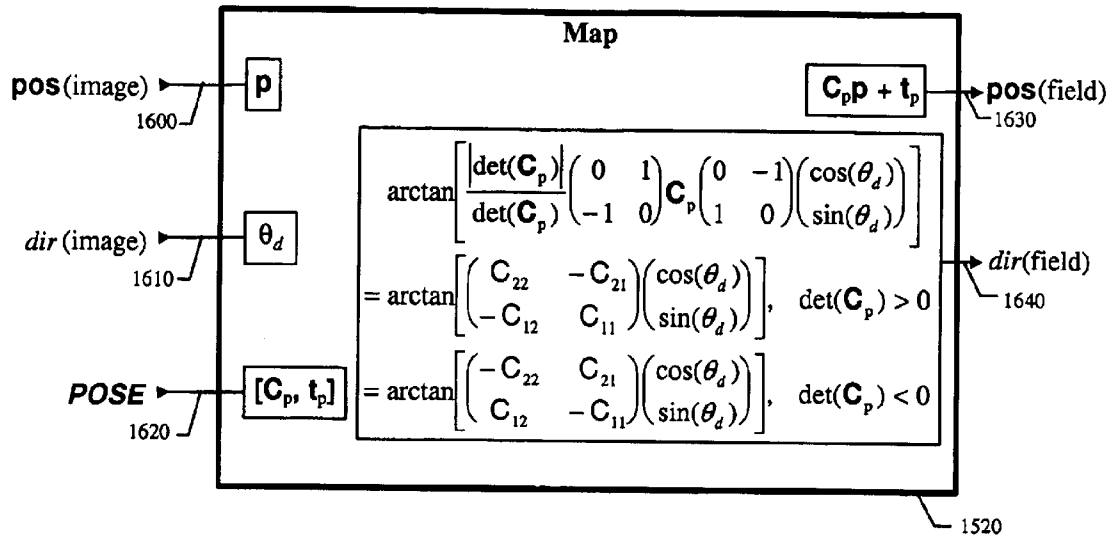 Map
pos(image)
1600
p
C_p p + t_p
pos(field)
1630
arctan[ |det(C_p)| / det(C_p) ( 0 1 ; -1 0 ) C_p ( 0 -1 ; 1 0 ) ( cos(θ_d) ; sin(θ_d) ) ]
dir(image)
1610
θ_d
dir(field)
1640
= arctan[ ( C_22 -C_21 ; -C_12 C_11 ) ( cos(θ_d) ; sin(θ_d) ) ], det(C_p) > 0
POSE
1620
[C_p, t_p]
= arctan[ ( -C_22 C_21 ; C_12 -C_11 ) ( cos(θ_d) ; sin(θ_d) ) ], det(C_p) < 0
1520